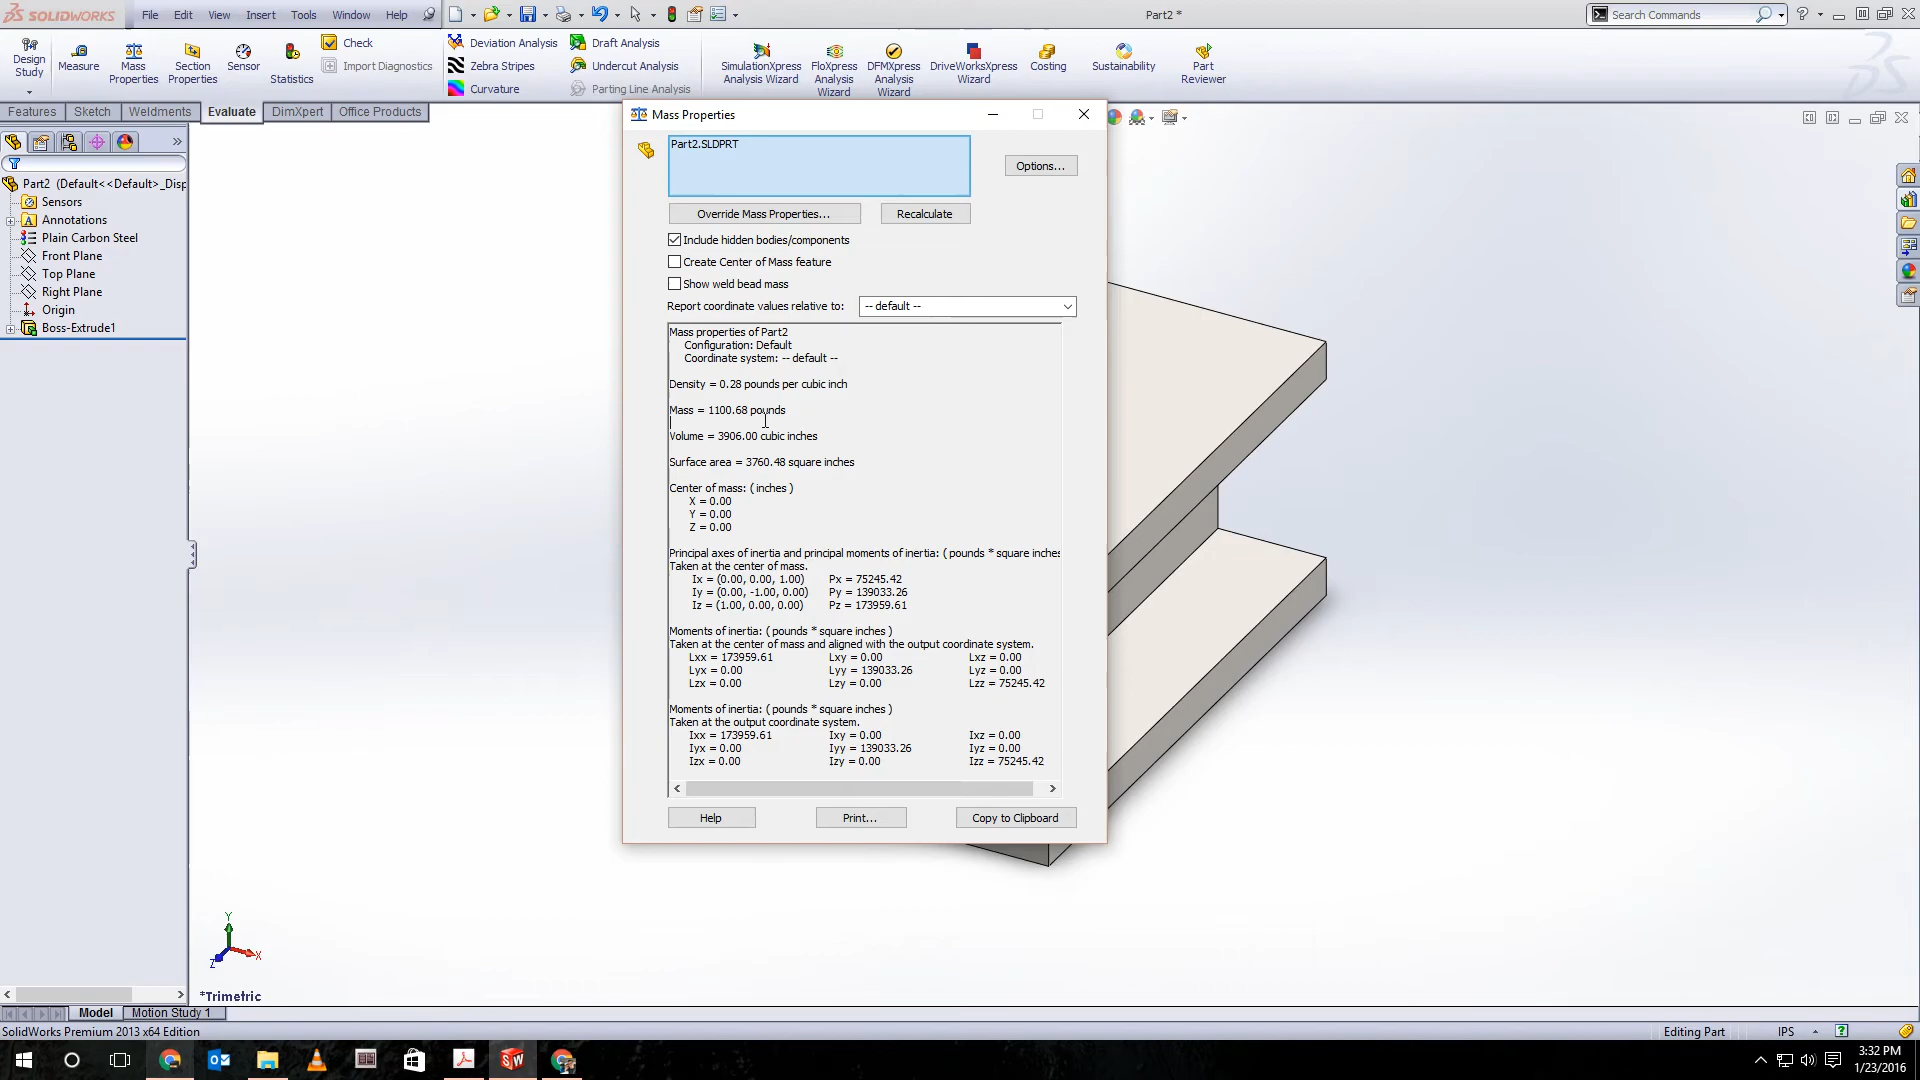 SOLIDWORKS File Edit View Insert Tools Window Help Part2 * Search Commands
Design Study
Measure
Mass Properties
Section Properties
Sensor
Statistics
Check
Import Diagnostics
Deviation Analysis
Zebra Stripes
Curvature
Draft Analysis
Undercut Analysis
Parting Line Analysis
SimulationXpress Analysis Wizard
FloXpress Analysis Wizard
DFMXpress Analysis Wizard
DriveWorksXpress Wizard
Costing
Sustainability
Part Reviewer
Features Sketch Weldments Evaluate DimXpert Office Products
Part2 (Default<<Default>_Disp
Sensors
Annotations
Plain Carbon Steel
Front Plane
Top Plane
Right Plane
Origin
Boss-Extrude1
Mass Properties
Part2.SLDPRT
Options...
Override Mass Properties... Recalculate
Include hidden bodies/components
Create Center of Mass feature
Show weld bead mass
Report coordinate values relative to: -- default --
Mass properties of Part2
Configuration: Default
Coordinate system: -- default --
Density = 0.28 pounds per cubic inch
Mass = 1100.68 pounds
Volume = 3906.00 cubic inches
Surface area = 3760.48 square inches
Center of mass: ( inches )
X = 0.00
Y = 0.00
Z = 0.00
Principal axes of inertia and principal moments of inertia: ( pounds * square inches
Taken at the center of mass.
Ix = (0.00, 0.00, 1.00) Px = 75245.42
Iy = (0.00, -1.00, 0.00) Py = 139033.26
Iz = (1.00, 0.00, 0.00) Pz = 173959.61
Moments of inertia: ( pounds * square inches )
Taken at the center of mass and aligned with the output coordinate system.
Lxx = 173959.61 Lxy = 0.00 Lxz = 0.00
Lyx = 0.00 Lyy = 139033.26 Lyz = 0.00
Lzx = 0.00 Lzy = 0.00 Lzz = 75245.42
Moments of inertia: ( pounds * square inches )
Taken at the output coordinate system.
Ixx = 173959.61 Ixy = 0.00 Ixz = 0.00
Iyx = 0.00 Iyy = 139033.26 Iyz = 0.00
Izx = 0.00 Izy = 0.00 Izz = 75245.42
Help Print... Copy to Clipboard
Y
X
Z
*Trimetric
Model Motion Study 1
SolidWorks Premium 2013 x64 Edition Editing Part IPS
3:32 PM
1/23/2016